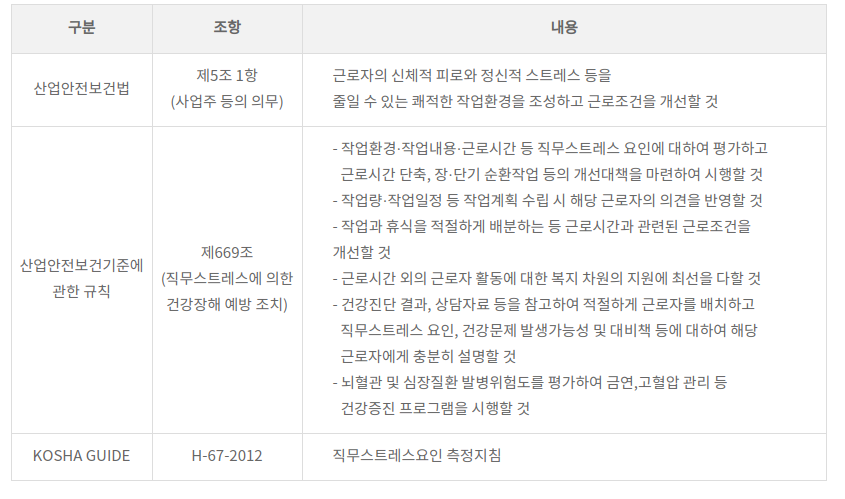 구분
조항
내용
산업안전보건법
제5조 1항
(사업주 등의 의무)
근로자의 신체적 피로와 정신적 스트레스 등을
줄일 수 있는 쾌적한 작업환경을 조성하고 근로조건을 개선할 것
산업안전보건기준에
관한 규칙
제669조
(직무스트레스에 의한
건강장해 예방 조치)
- 작업환경·작업내용·근로시간 등 직무스트레스 요인에 대하여 평가하고
근로시간 단축, 장·단기 순환작업 등의 개선대책을 마련하여 시행할 것
- 작업량·작업일정 등 작업계획 수립 시 해당 근로자의 의견을 반영할 것
- 작업과 휴식을 적절하게 배분하는 등 근로시간과 관련된 근로조건을
개선할 것
- 근로시간 외의 근로자 활동에 대한 복지 차원의 지원에 최선을 다할 것
- 건강진단 결과, 상담자료 등을 참고하여 적절하게 근로자를 배치하고
직무스트레스 요인, 건강문제 발생가능성 및 대비책 등에 대하여 해당
근로자에게 충분히 설명할 것
- 뇌혈관 및 심장질환 발병위험도를 평가하여 금연,고혈압 관리 등
건강증진 프로그램을 시행할 것
KOSHA GUIDE
H-67-2012
직무스트레스요인 측정지침